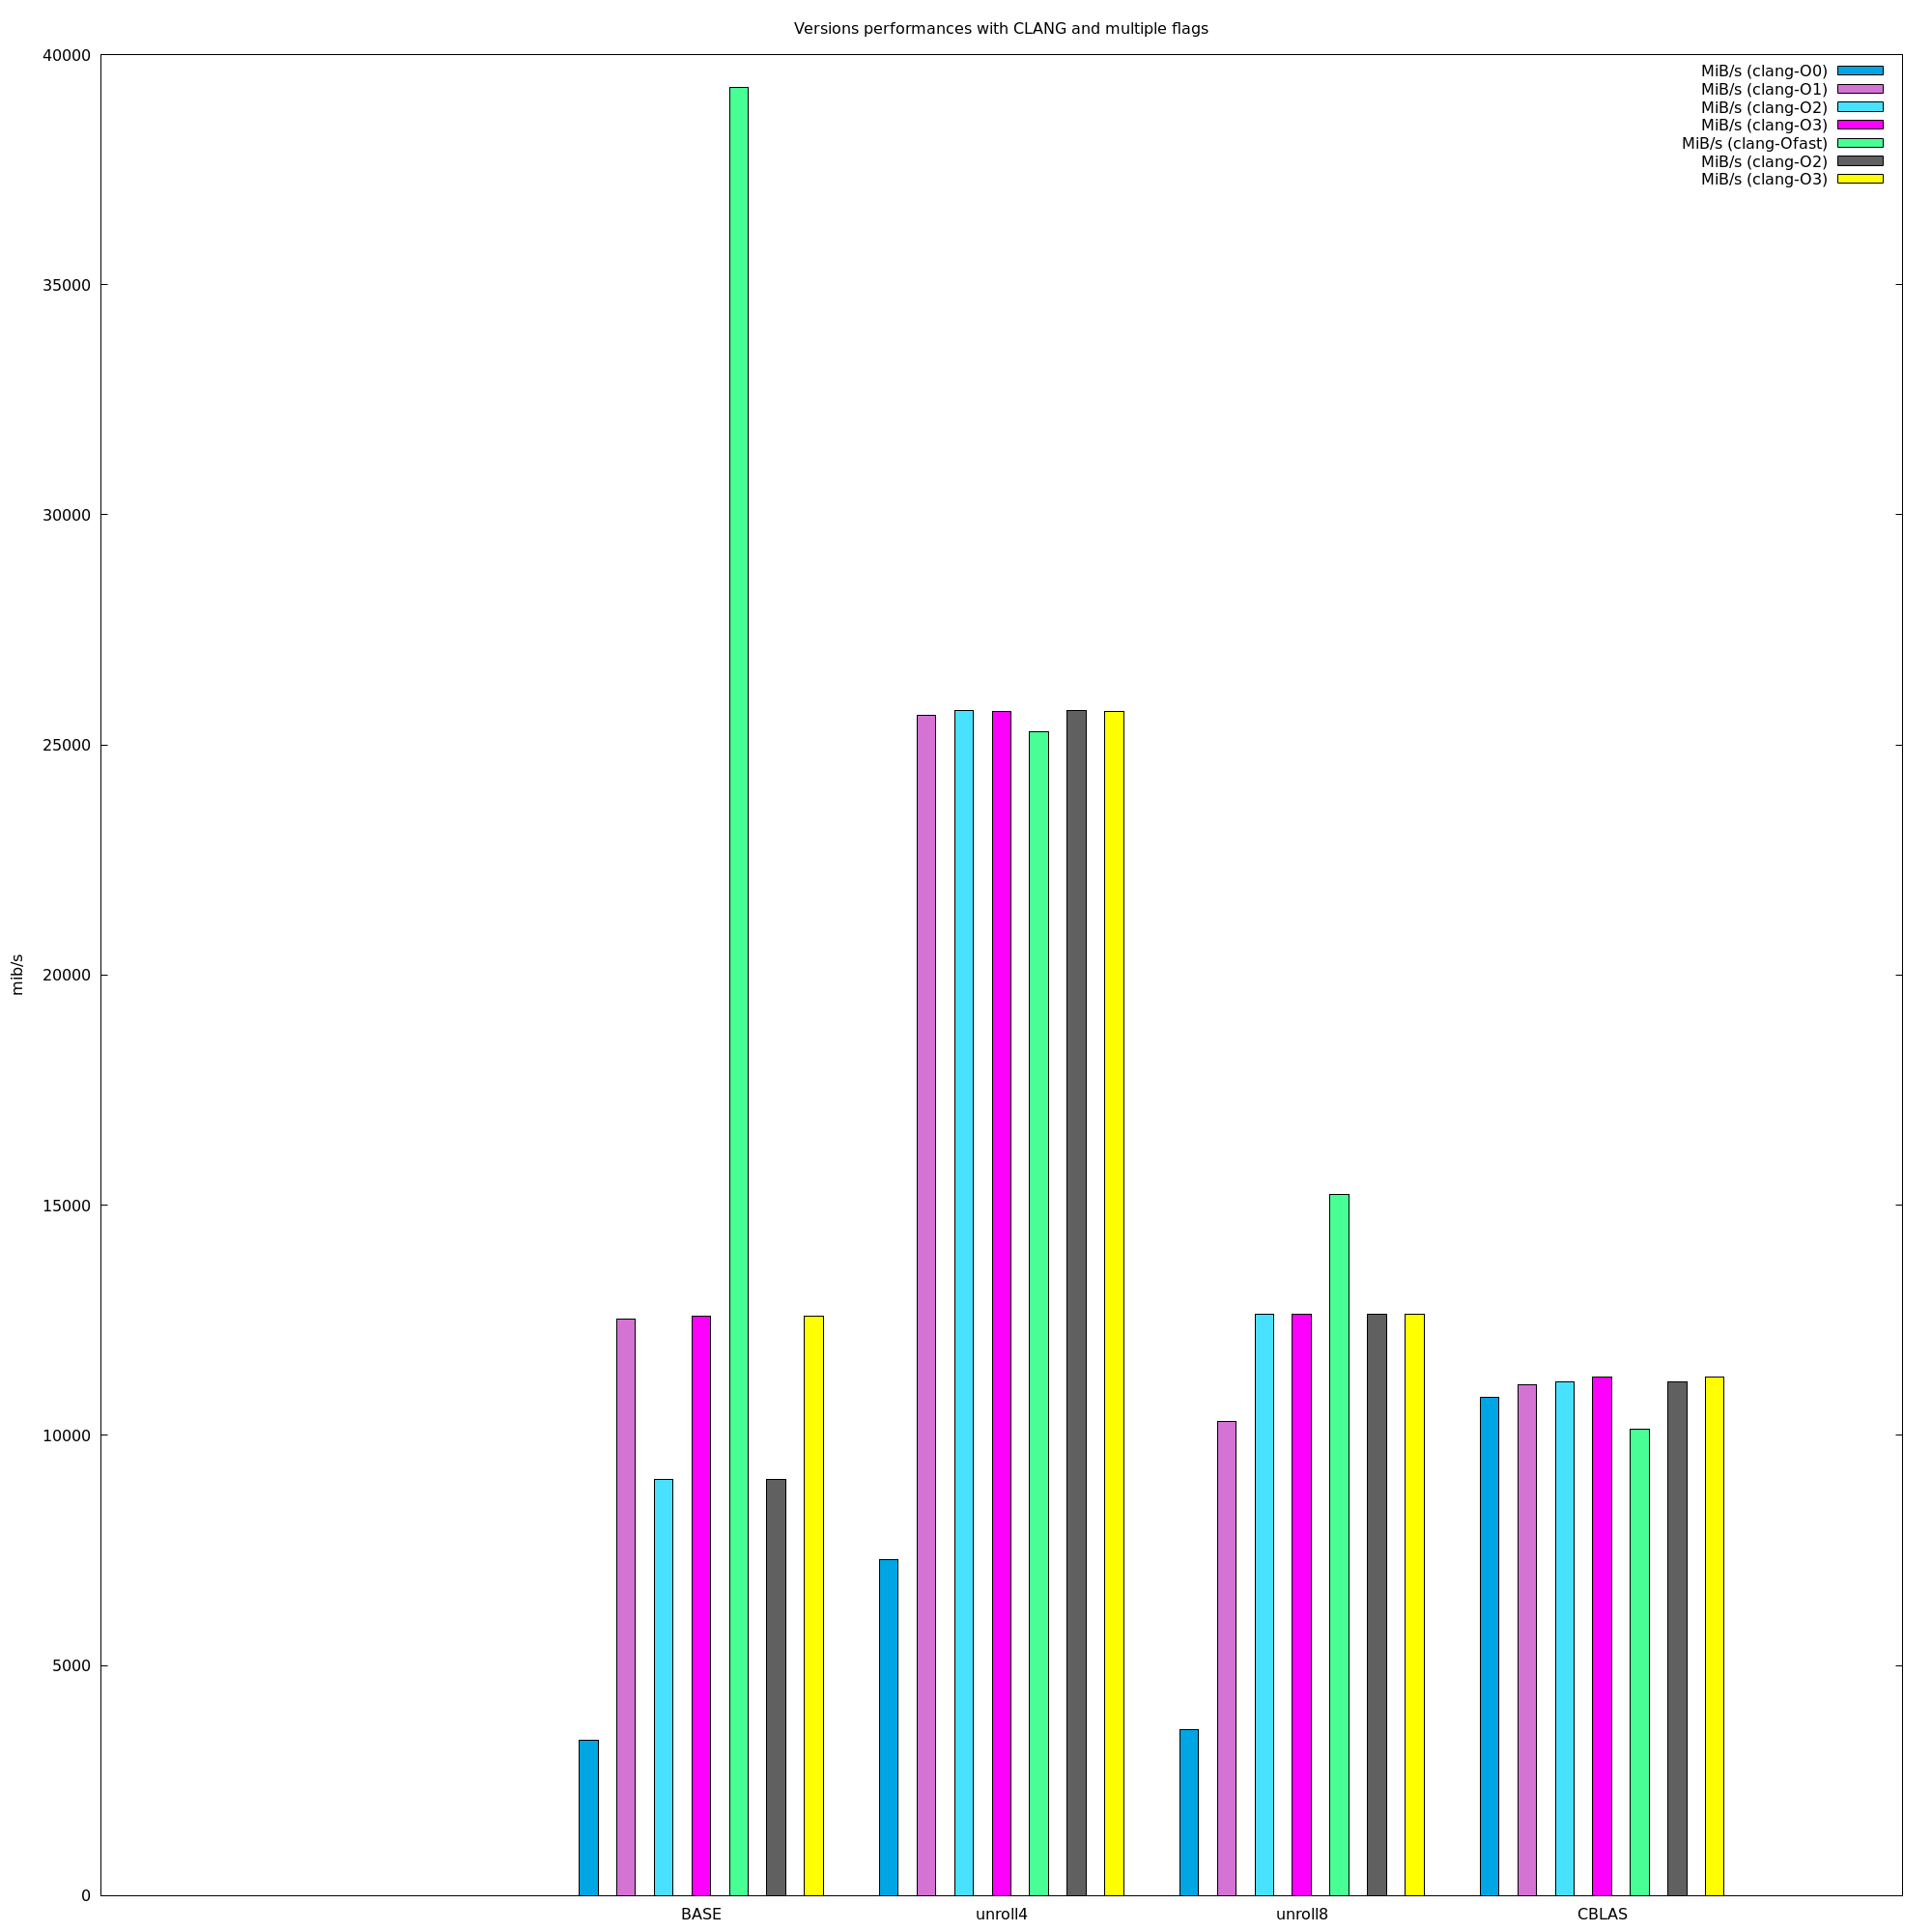 Versions performances with CLANG and multiple flags
MiB/s (clang-O0)
MiB/s (clang-O1)
MiB/s (clang-O2)
MiB/s (clang-O3)
MiB/s (clang-Ofast)
MiB/s (clang-O2)
MiB/s (clang-O3)
40000
35000
30000
25000
20000
15000
10000
5000
0
mib/s
BASE
unroll4
unroll8
CBLAS